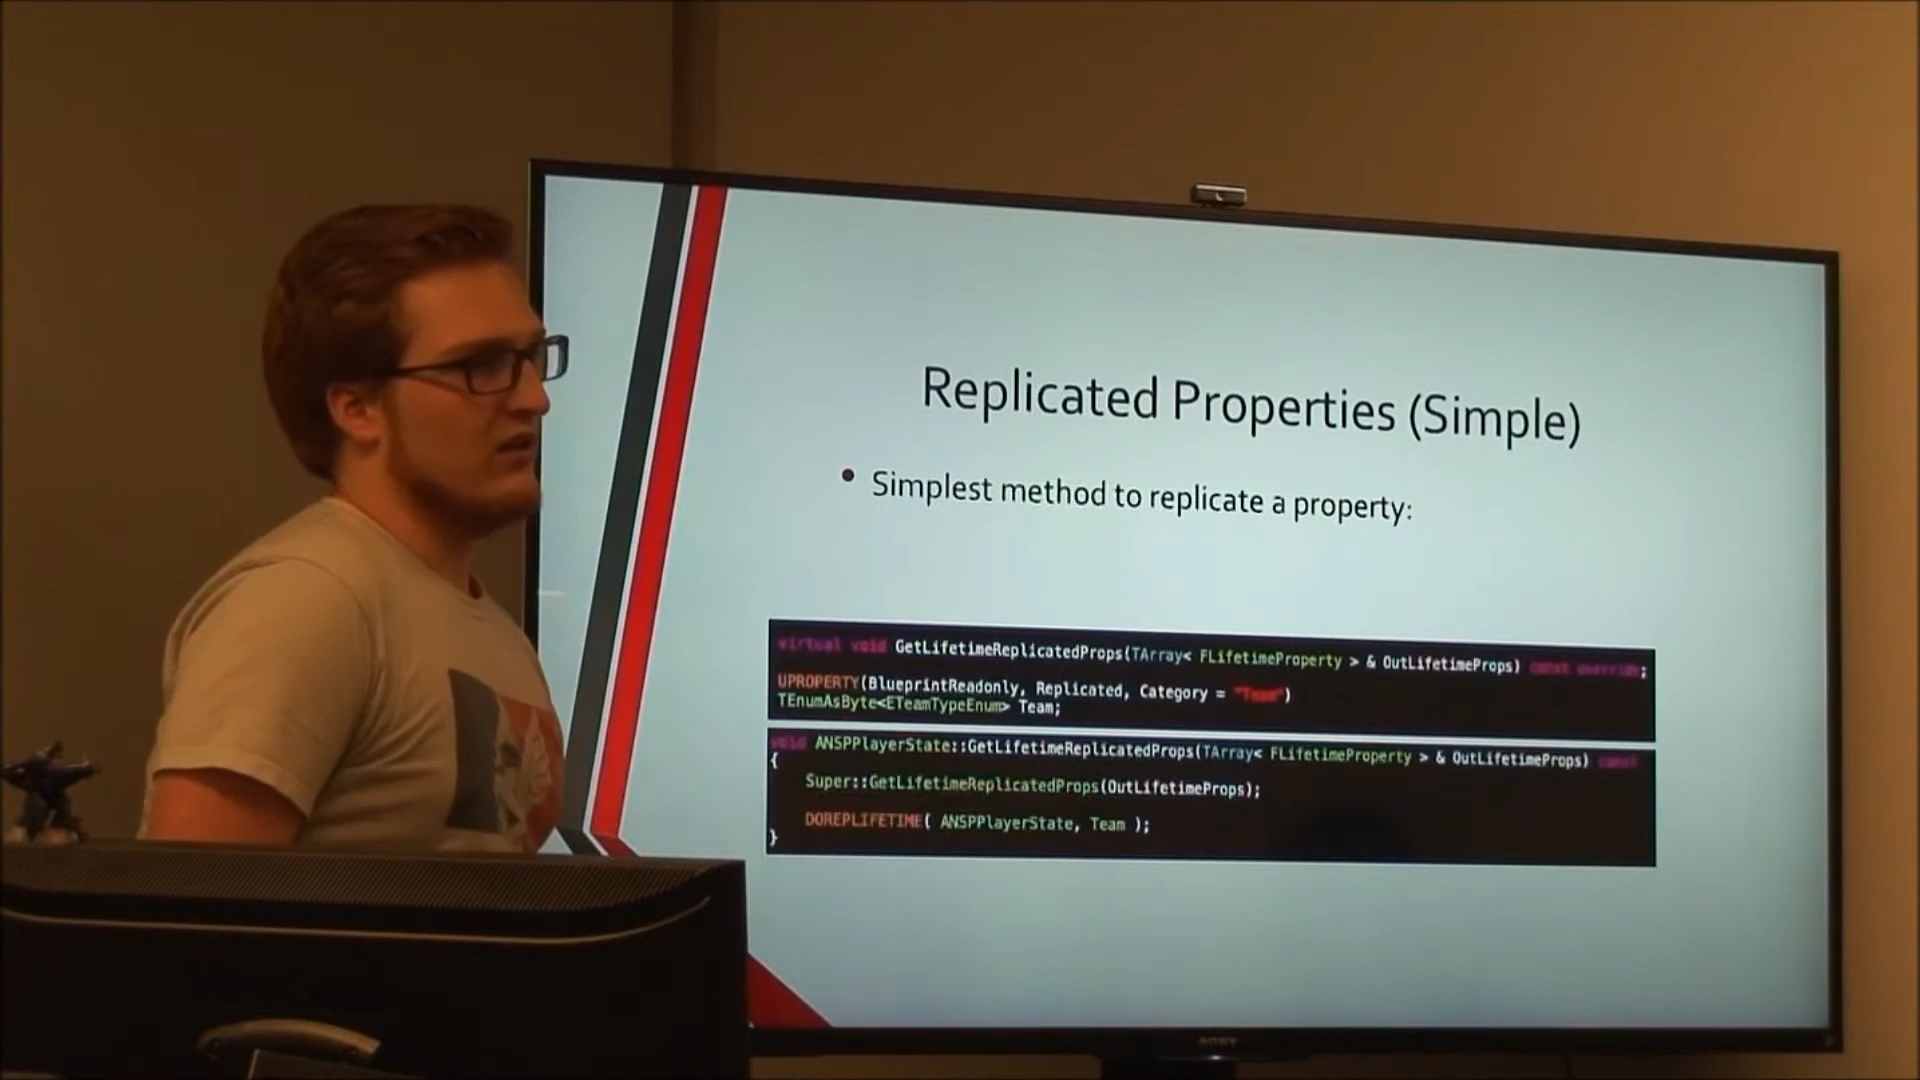 Replicated Properties (Simple)
• Simplest method to replicate a property:
virtual void GetLifetimeReplicatedProps(TArray< FLifetimeProperty > & OutLifetimeProps) const override;
UPROPERTY(BlueprintReadonly, Replicated, Category = "Team")
TEnumAsByte<ETeamTypeEnum> Team;
void ANSPPlayerState::GetLifetimeReplicatedProps(TArray< FLifetimeProperty > & OutLifetimeProps) const
{
Super::GetLifetimeReplicatedProps(OutLifetimeProps);
DOREPLIFETIME( ANSPPlayerState, Team );
}
SONY